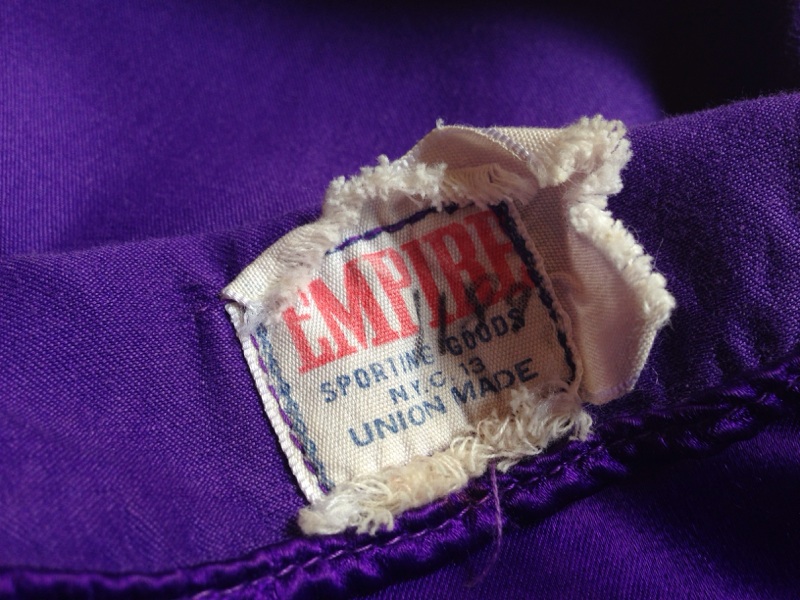 EMPIRE
SPORTING GOODS
N.Y.C. 13
UNION MADE